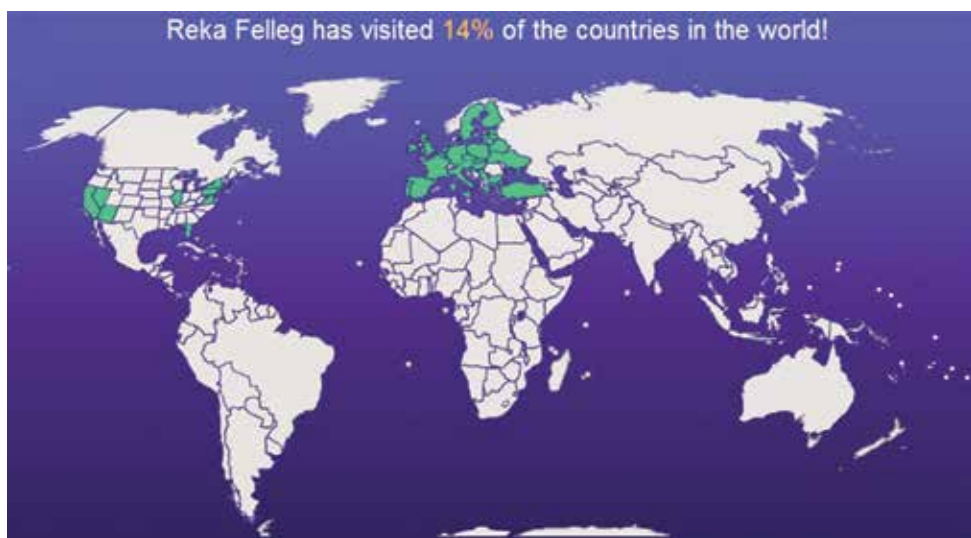 Reka Felleg has visited 14% of the countries in the world!